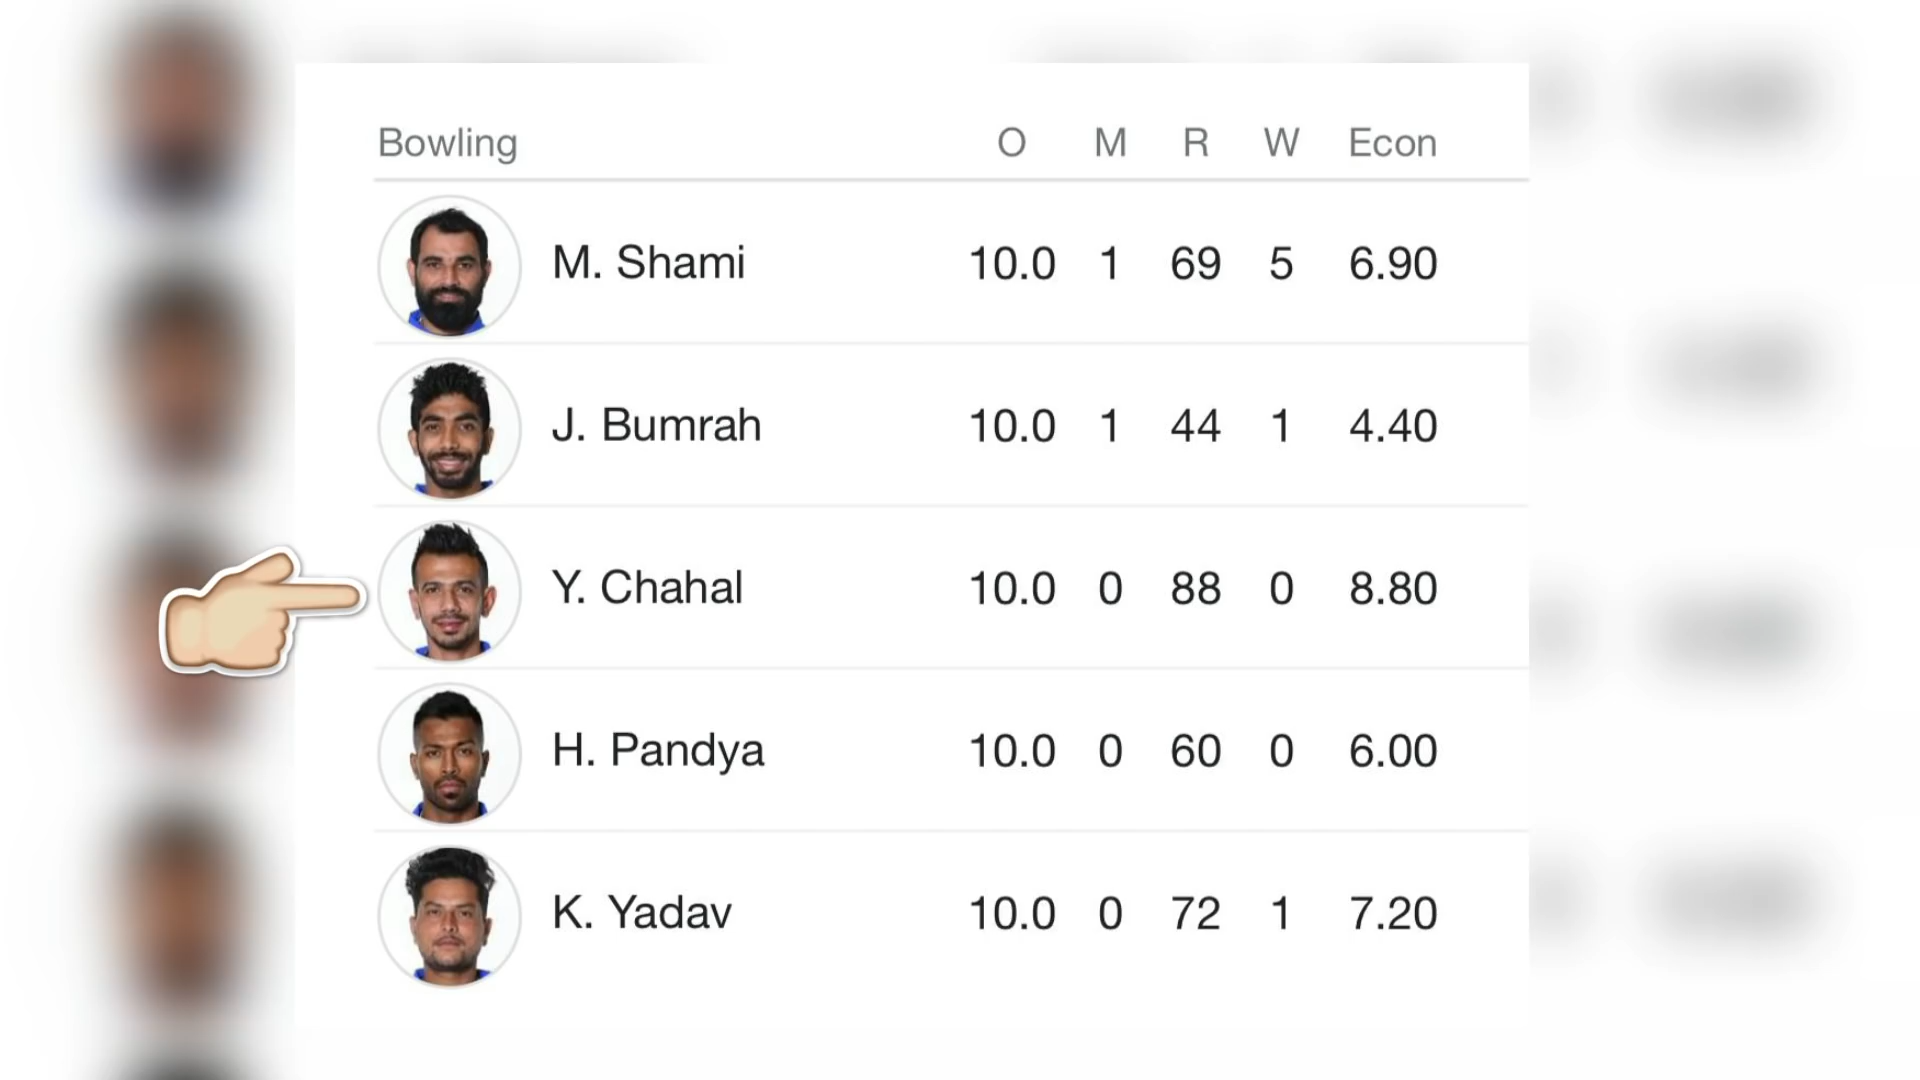 Bowling O M R W Econ
M. Shami 10.0 1 69 5 6.90
J. Bumrah 10.0 1 44 1 4.40
Y. Chahal 10.0 0 88 0 8.80
H. Pandya 10.0 0 60 0 6.00
K. Yadav 10.0 0 72 1 7.20